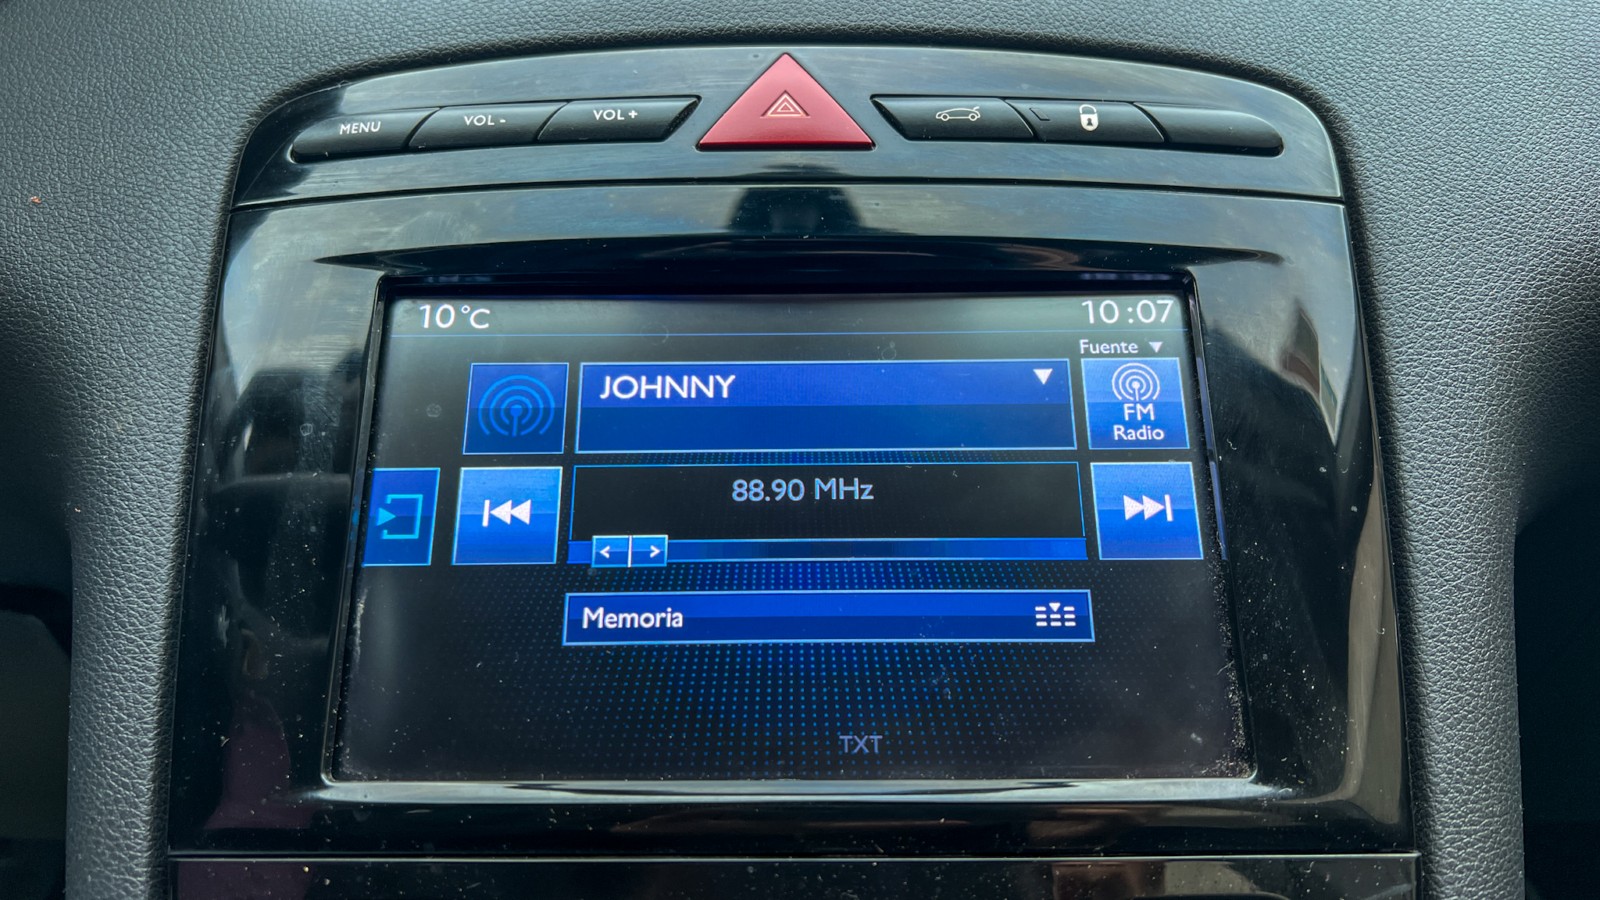 MENU
VOL -
VOL +
10°C
10:07
Fuente
JOHNNY
FM
Radio
88.90 MHz
Memoria
TXT